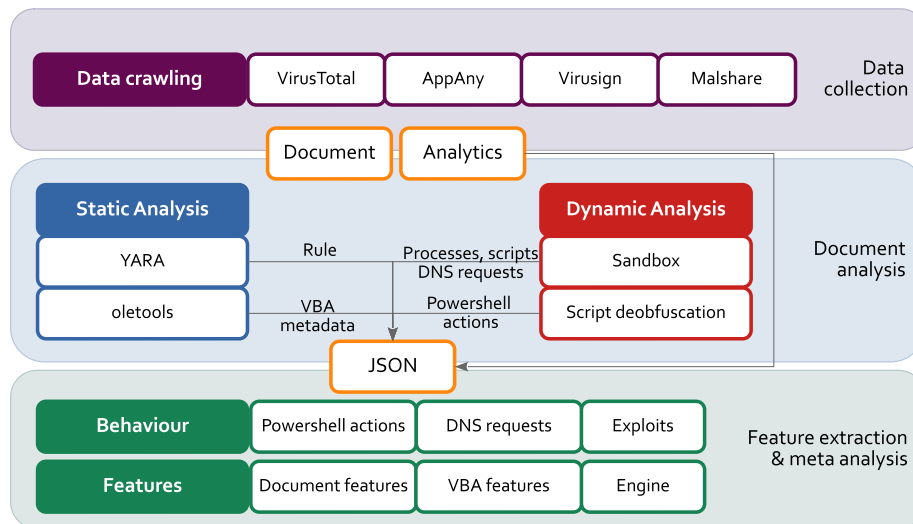 Data crawling
VirusTotal
AppAny
Virusign
Malshare
Data
collection
Document
Analytics
Static Analysis
Dynamic Analysis
YARA
Rule
Processes, scripts
DNS requests
Sandbox
Document
analysis
oletools
VBA
metadata
Powershell
actions
Script deobfuscation
JSON
Behaviour
Powershell actions
DNS requests
Exploits
Feature extraction
& meta analysis
Features
Document features
VBA features
Engine